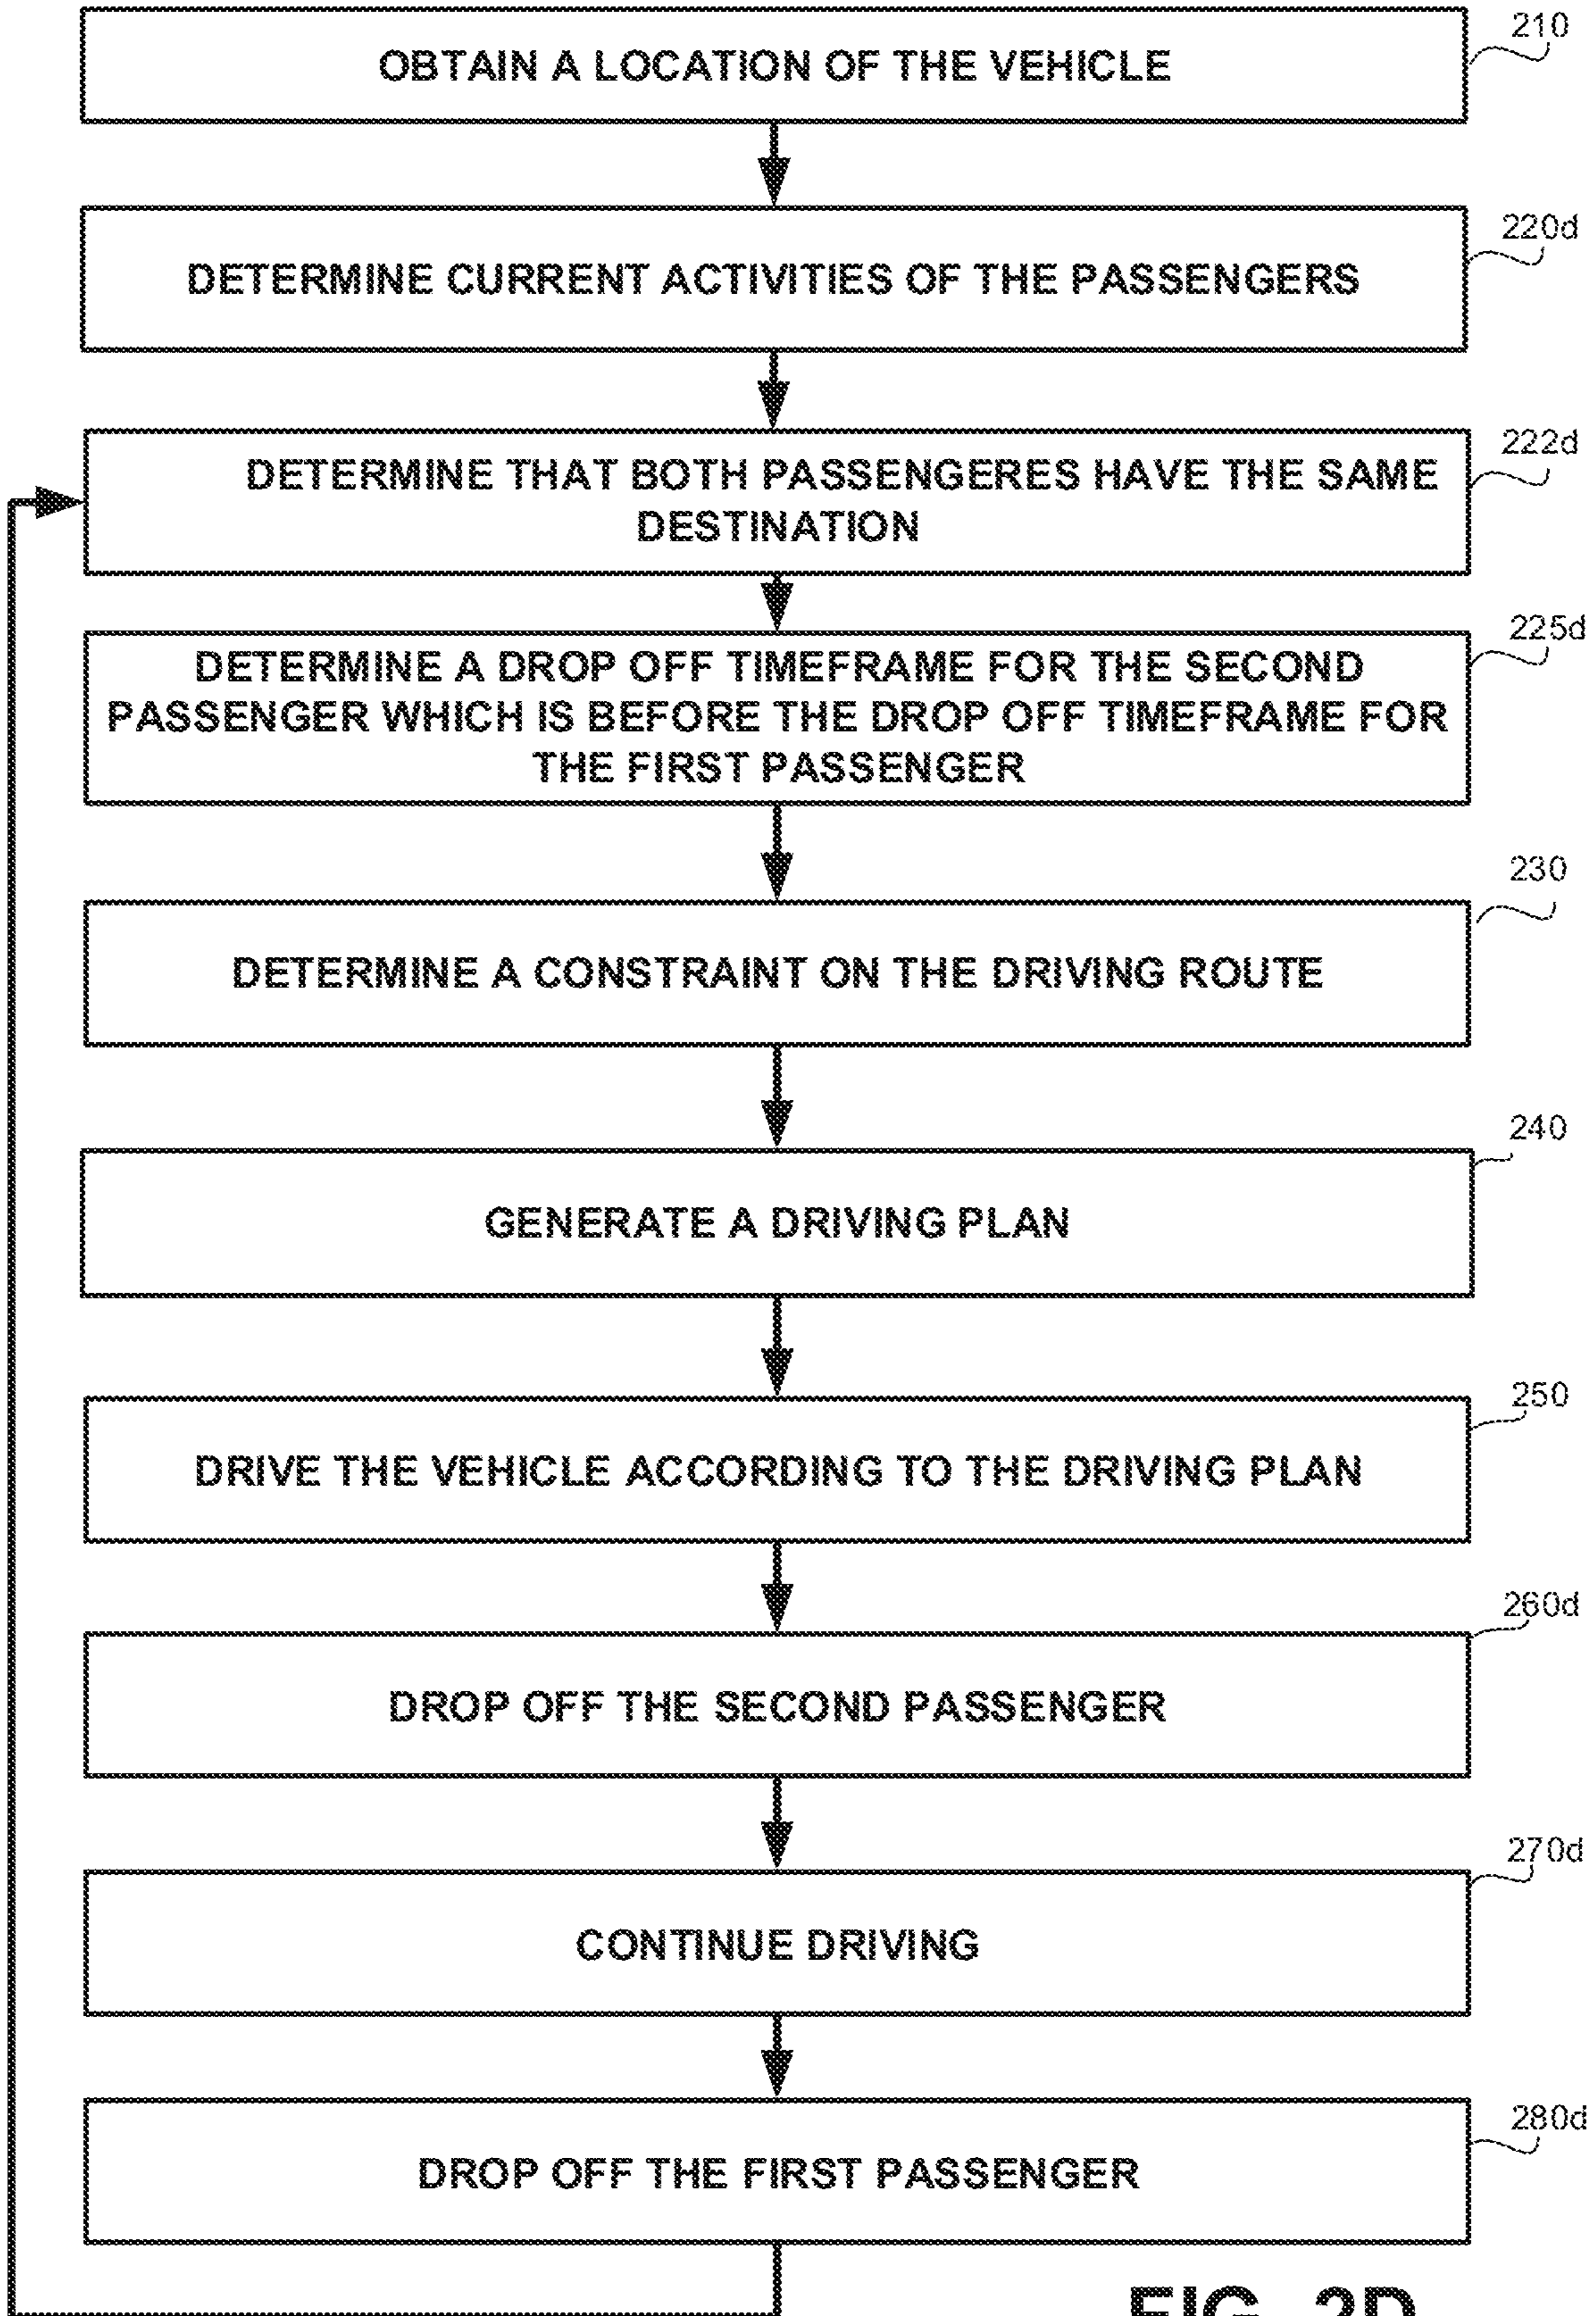 210
OBTAIN A LOCATION OF THE VEHICLE
220d
DETERMINE CURRENT ACTIVITIES OF THE PASSENGERS
222d
DETERMINE THAT BOTH PASSENGERES HAVE THE SAME
DESTINATION
225d
DETERMINE A DROP OFF TIMEFRAME FOR THE SECOND
PASSENGER WHICH IS BEFORE THE DROP OFF TIMEFRAME FOR
THE FIRST PASSENGER
230
DETERMINE A CONSTRAINT ON THE DRIVING ROUTE
240
GENERATE A DRIVING PLAN
250
DRIVE THE VEHICLE ACCORDING TO THE DRIVING PLAN
260d
DROP OFF THE SECOND PASSENGER
270d
CONTINUE DRIVING
280d
DROP OFF THE FIRST PASSENGER
FIG. 2D